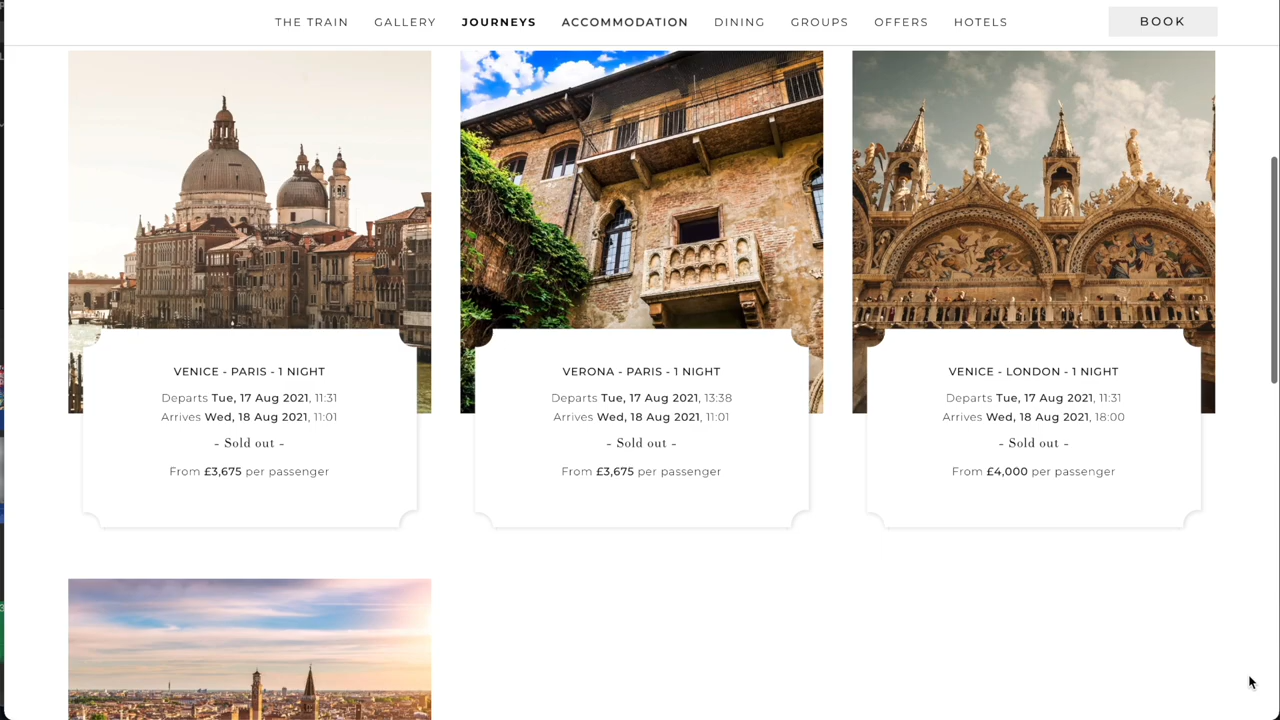 THE TRAIN GALLERY JOURNEYS ACCOMMODATION DINING GROUPS OFFERS HOTELS BOOK
VENICE - PARIS - 1 NIGHT
Departs Tue, 17 Aug 2021, 11:31
Arrives Wed, 18 Aug 2021, 11:01
- Sold out -
From £3,675 per passenger
VERONA - PARIS - 1 NIGHT
Departs Tue, 17 Aug 2021, 13:38
Arrives Wed, 18 Aug 2021, 11:01
- Sold out -
From £3,675 per passenger
VENICE - LONDON - 1 NIGHT
Departs Tue, 17 Aug 2021, 11:31
Arrives Wed, 18 Aug 2021, 18:00
- Sold out -
From £4,000 per passenger